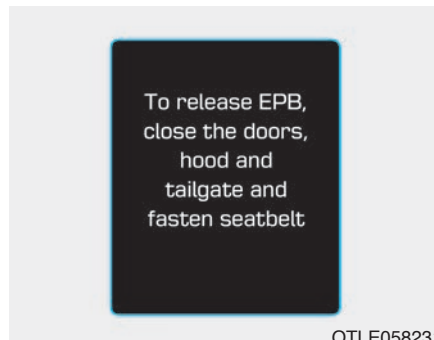 To release EPB,
close the doors,
hood and
tailgate and
fasten seatbelt
OTLE05823